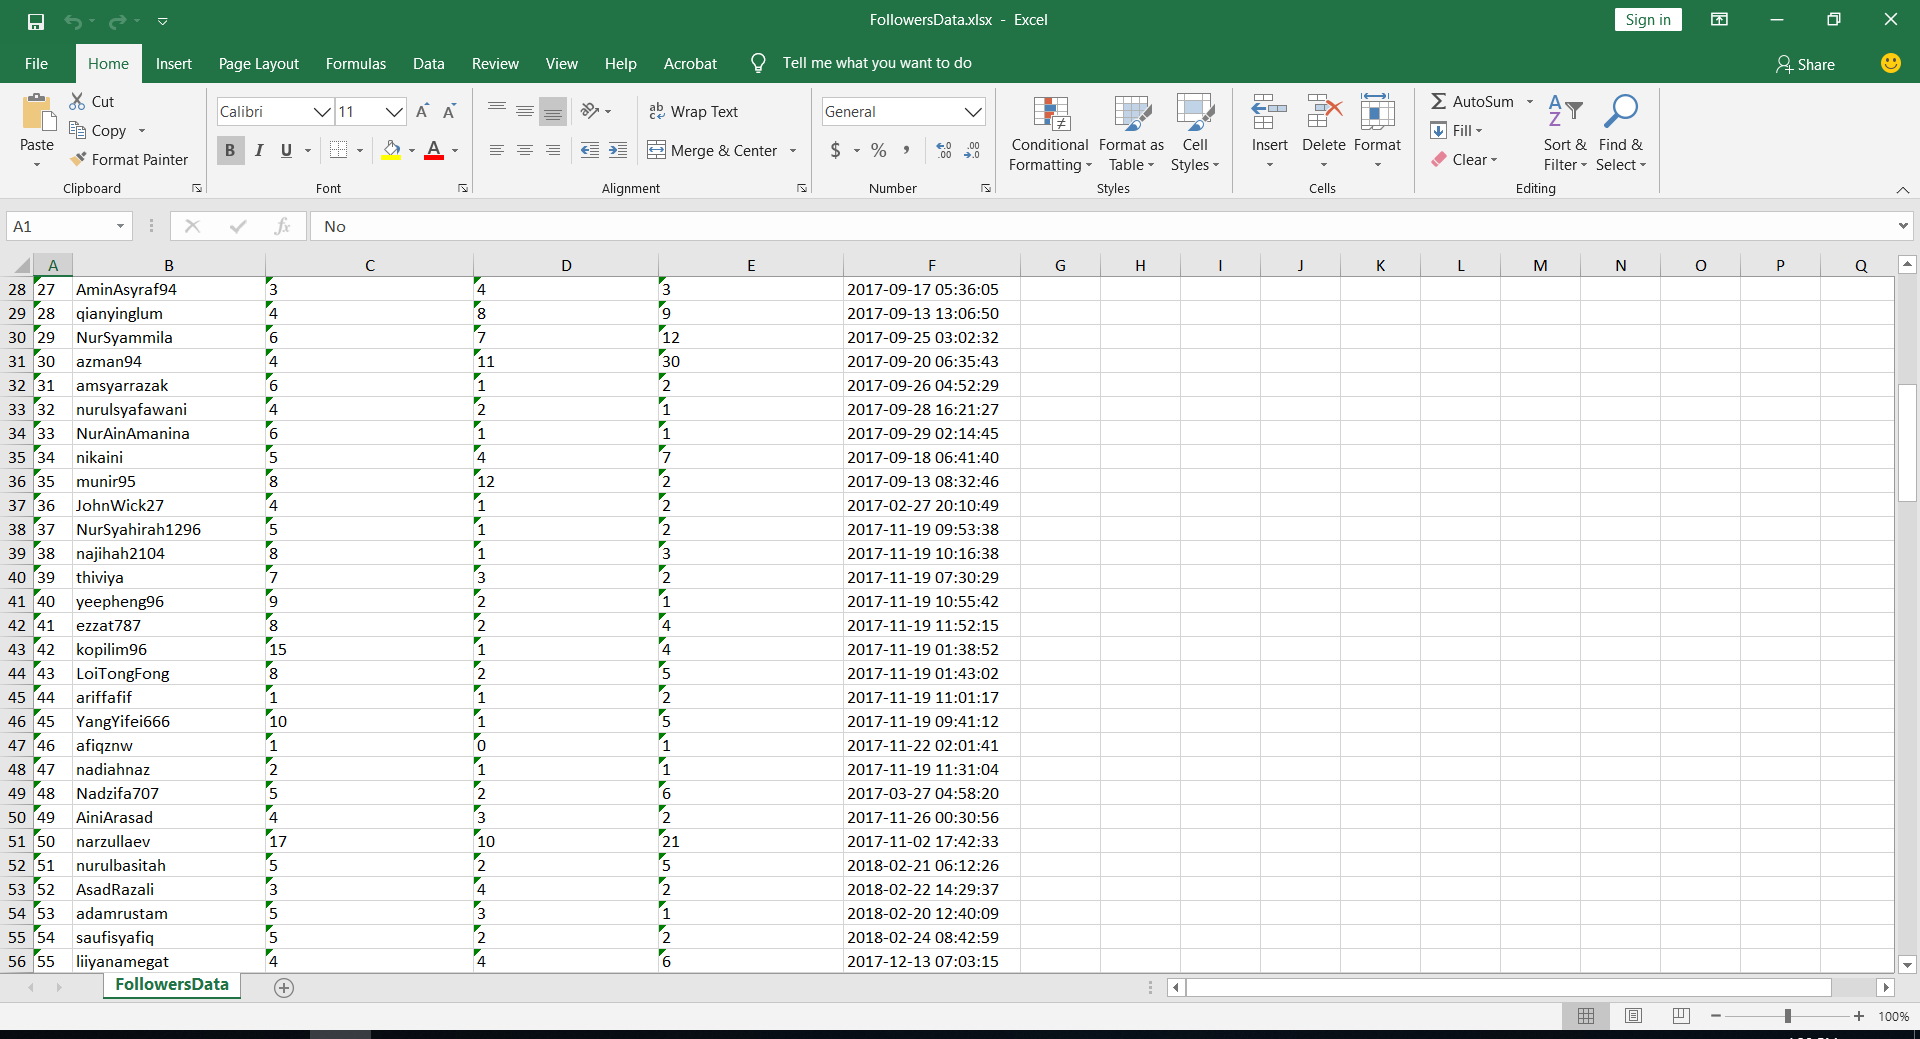 FollowersData.xlsx - Excel
Sign in
File Home Insert Page Layout Formulas Data Review View Help Acrobat Tell me what you want to do Share
Paste
Cut
Copy
Format Painter
Clipboard
Calibri 11
B I U
Font
Wrap Text
Merge & Center
Alignment
General
$ % ,
Number
Conditional Formatting
Format as Table
Cell Styles
Styles
Insert Delete Format
Cells
AutoSum
Fill
Clear
Sort & Filter
Find & Select
Editing
A1 fx No
A B C D E F G H I J K L M N O P Q
28 27 AminAsyraf94 3 4 3 2017-09-17 05:36:05
29 28 qianyinglum 4 8 9 2017-09-13 13:06:50
30 29 NurSyammila 6 7 12 2017-09-25 03:02:32
31 30 azman94 4 11 30 2017-09-20 06:35:43
32 31 amsyarrazak 6 1 2 2017-09-26 04:52:29
33 32 nurulsyafawani 4 2 1 2017-09-28 16:21:27
34 33 NurAinAmanina 6 1 1 2017-09-29 02:14:45
35 34 nikaini 5 4 7 2017-09-18 06:41:40
36 35 munir95 8 12 2 2017-09-13 08:32:46
37 36 JohnWick27 4 1 2 2017-02-27 20:10:49
38 37 NurSyahirah1296 5 1 2 2017-11-19 09:53:38
39 38 najihah2104 8 1 3 2017-11-19 10:16:38
40 39 thiviya 7 3 2 2017-11-19 07:30:29
41 40 yeepheng96 9 2 1 2017-11-19 10:55:42
42 41 ezzat787 8 2 4 2017-11-19 11:52:15
43 42 kopilim96 15 1 4 2017-11-19 01:38:52
44 43 LoiTongFong 8 2 5 2017-11-19 01:43:02
45 44 ariffafif 1 1 2 2017-11-19 11:01:17
46 45 YangYifei666 10 1 5 2017-11-19 09:41:12
47 46 afiqznw 1 0 1 2017-11-22 02:01:41
48 47 nadiahnaz 2 1 1 2017-11-19 11:31:04
49 48 Nadzifa707 5 2 6 2017-03-27 04:58:20
50 49 AiniArasad 4 3 2 2017-11-26 00:30:56
51 50 narzullaev 17 10 21 2017-11-02 17:42:33
52 51 nurulbasitah 5 2 5 2018-02-21 06:12:26
53 52 AsadRazali 3 4 2 2018-02-22 14:29:37
54 53 adamrustam 5 3 1 2018-02-20 12:40:09
55 54 saufisyafiq 5 2 2 2018-02-24 08:42:59
56 55 liiyanamegat 4 4 6 2017-12-13 07:03:15
FollowersData
100%